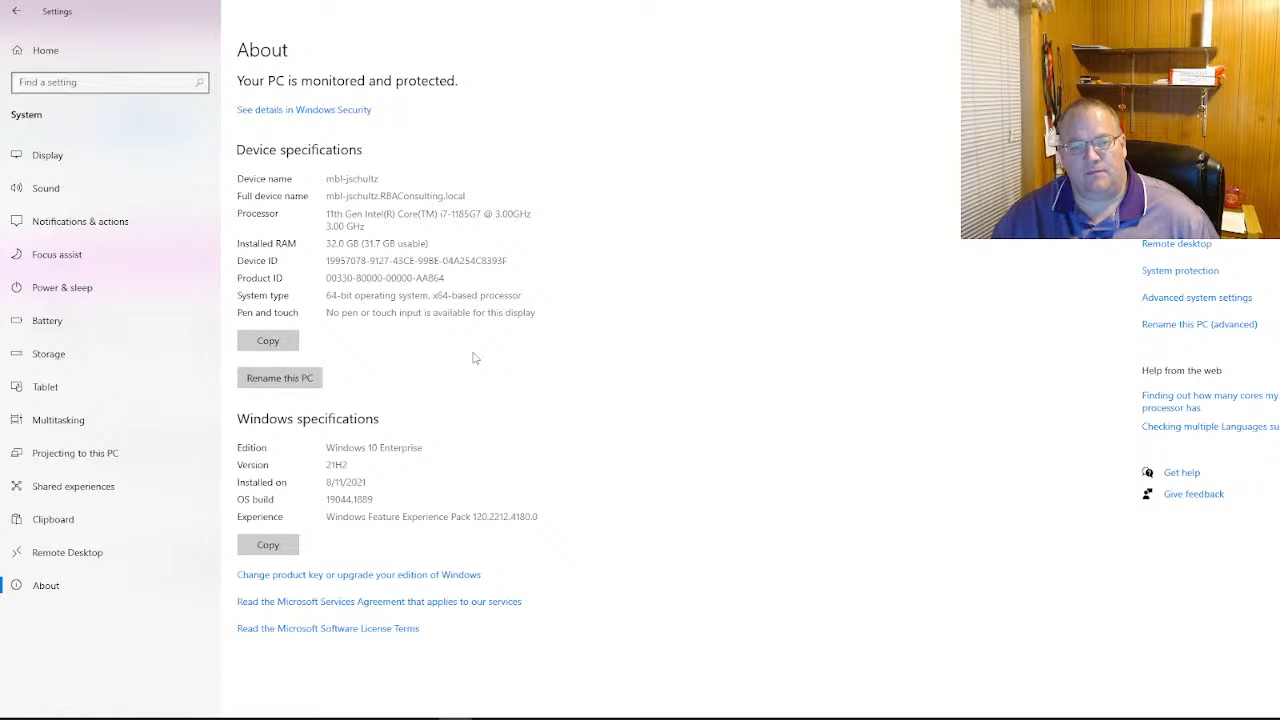 Settings
Home
Find a setting
System
Display
Sound
Notifications & actions
Focus assist
Power & sleep
Battery
Storage
Tablet
Multitasking
Projecting to this PC
Shared experiences
Clipboard
Remote Desktop
About
About
Your PC is monitored and protected.
See details in Windows Security
Device specifications
Device name mbl-jschultz
Full device name mbl-jschultz.RBAConsulting.local
Processor 11th Gen Intel(R) Core(TM) i7-1185G7 @ 3.00GHz
3.00 GHz
Installed RAM 32.0 GB (31.7 GB usable)
Device ID 19957078-9127-43CE-99BE-04A254C8393F
Product ID 00330-80000-00000-AA864
System type 64-bit operating system, x64-based processor
Pen and touch No pen or touch input is available for this display
Copy
Rename this PC
Windows specifications
Edition Windows 10 Enterprise
Version 21H2
Installed on 8/11/2021
OS build 19044.1889
Experience Windows Feature Experience Pack 120.2212.4180.0
Copy
Change product key or upgrade your edition of Windows
Read the Microsoft Services Agreement that applies to our services
Read the Microsoft Software License Terms
Remote desktop
System protection
Advanced system settings
Rename this PC (advanced)
Help from the web
Finding out how many cores my
processor has
Checking multiple Languages su
Get help
Give feedback